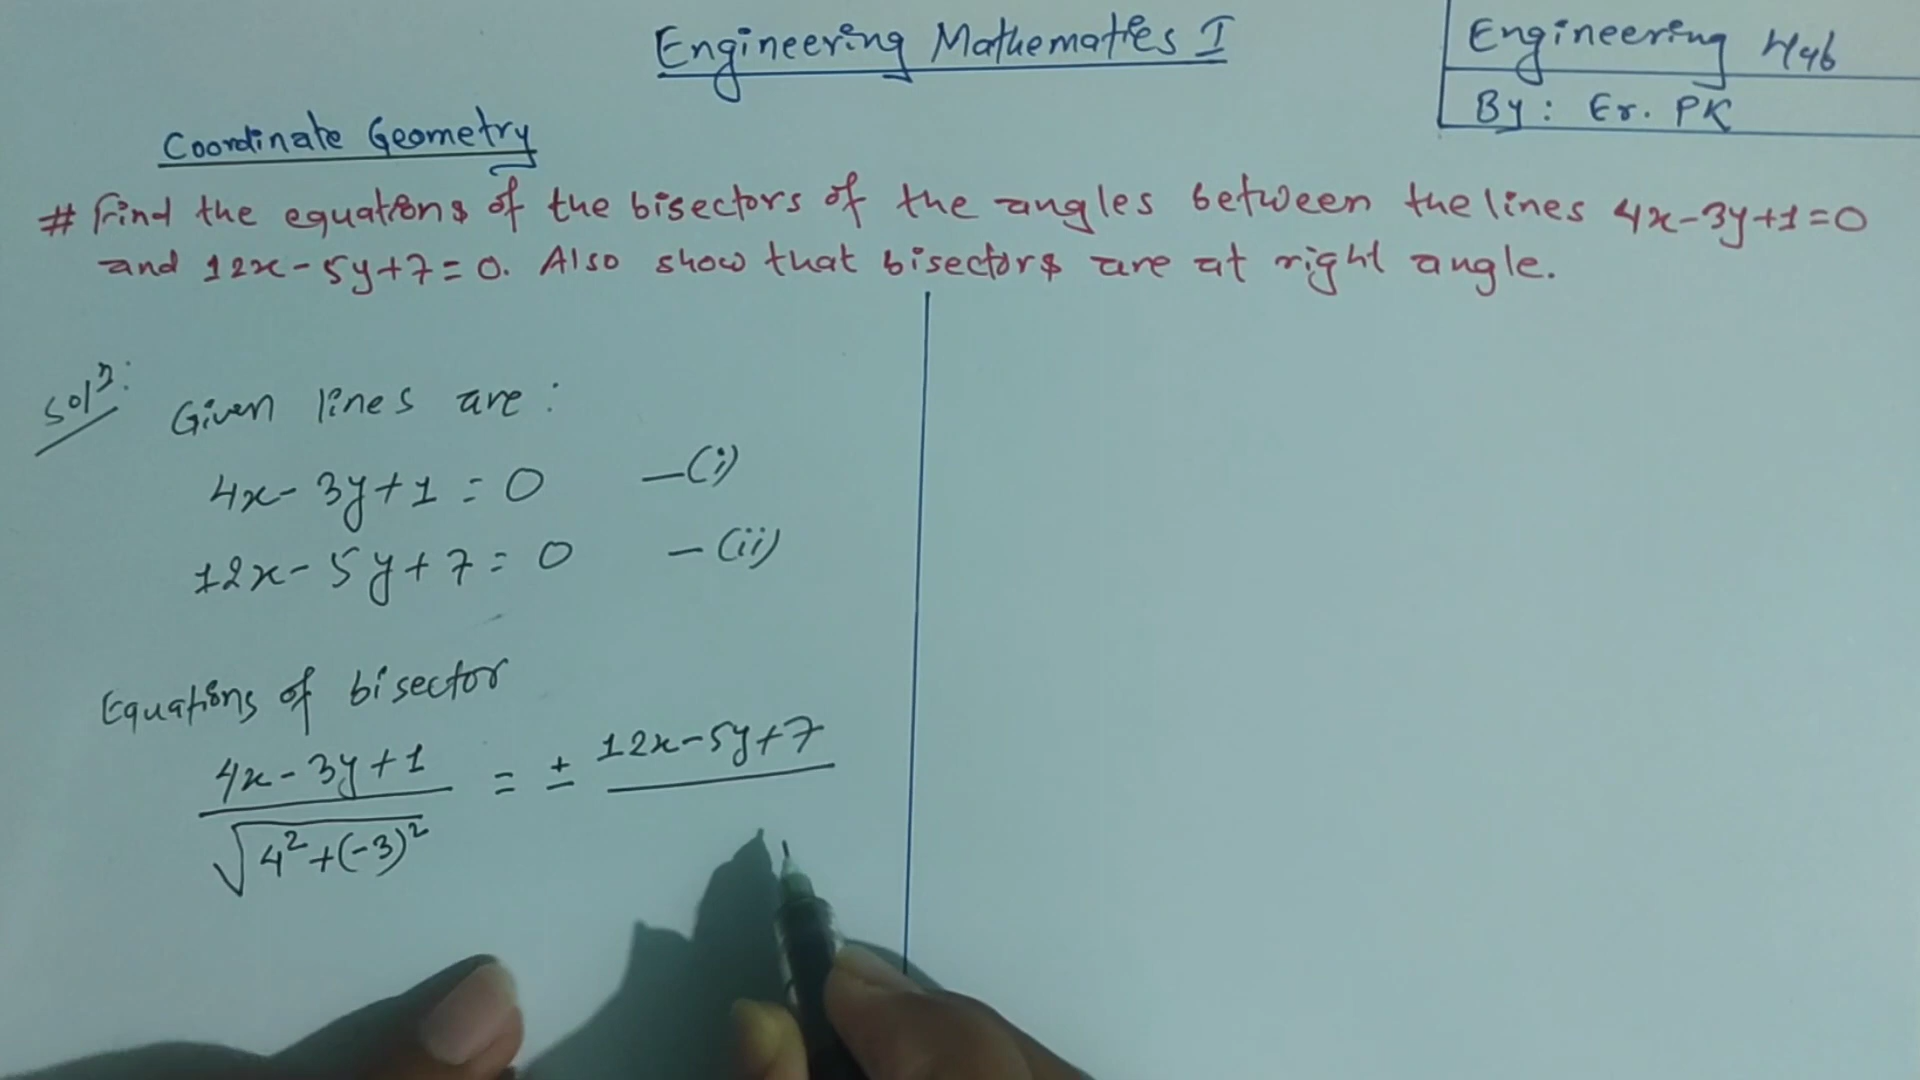 Engineering Mathematics I
Engineering Hub
By: Er. PK
Coordinate Geometry
# Find the equations of the bisectors of the angles between the lines 4x-3y+1=0
and 12x-5y+7=0. Also show that bisectors are at right angle.
Solⁿ:
Given lines are:
4x-3y+1=0 —(i)
12x-5y+7=0 —(ii)
Equations of bisector
4x-3y+1 = ± 12x-5y+7
√4²+(-3)²